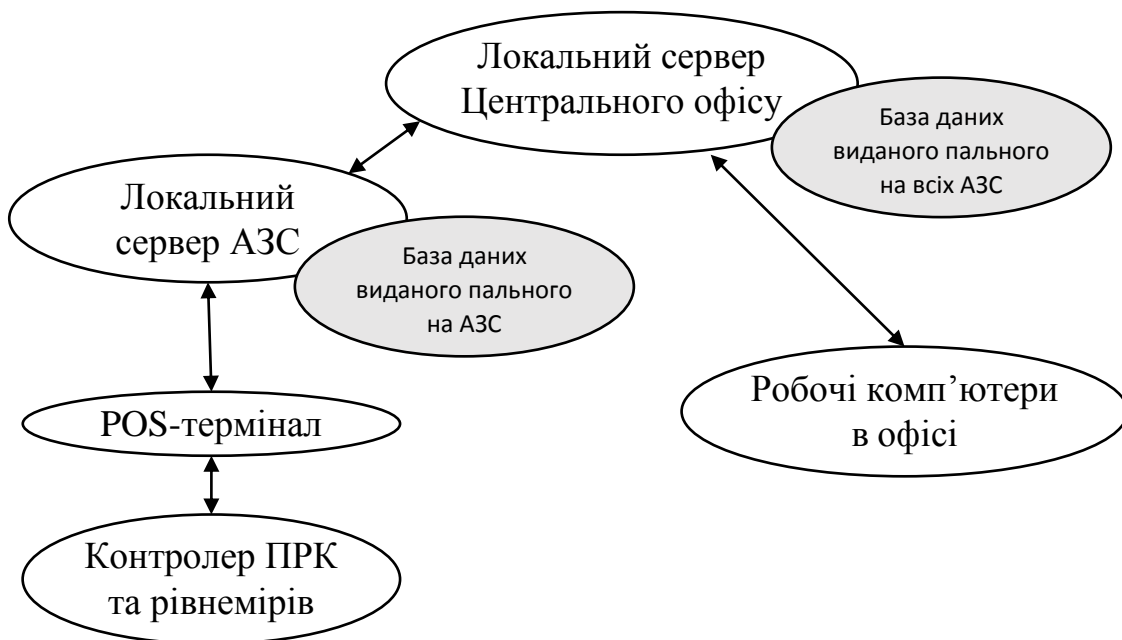 Локальний сервер
Центрального офісу
База даних
виданого пального
на всіх АЗС
Локальний
сервер АЗС
База даних
виданого пального
на АЗС
POS-термінал
Робочі комп’ютери
в офісі
Контролер ПРК
та рівнемірів